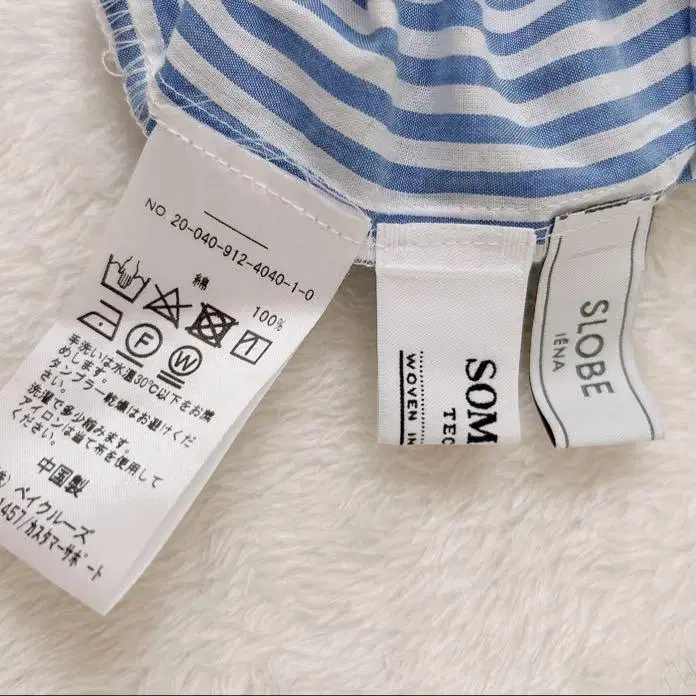 NO. 20-040-912-4040-1-0
綿
100%
F
W
手洗いは水温30℃以下をお薦
めします。
タンブラー乾燥はお避けくだ
さい。
洗濯で多少縮みます。
アイロンは当て布を使用して
ください。
中国製
ベイクルーズ
1457/カスタマーサポート
SOM
TEC
WOVEN IN
SLOBE
IÉNA